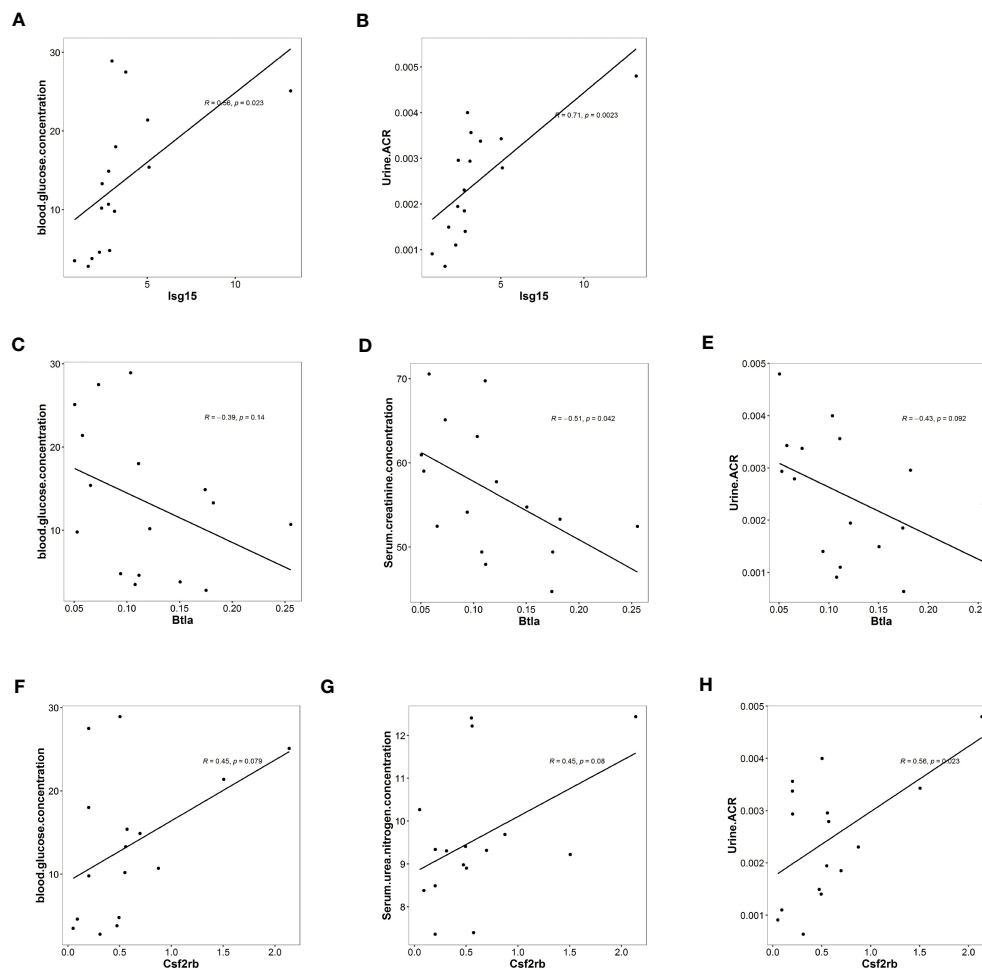 A
blood.glucose.concentration
30
20
10
R = 0.56, p = 0.023
5
10
Isg15
B
Urine.ACR
0.005
0.004
0.003
0.002
0.001
R = 0.71, p = 0.0023
5
10
Isg15
C
blood.glucose.concentration
30
20
10
R = −0.39, p = 0.14
0.05
0.10
0.15
0.20
0.25
Btla
D
Serum.creatinine.concentration
70
60
50
R = −0.51, p = 0.042
0.05
0.10
0.15
0.20
0.25
Btla
E
Urine.ACR
0.005
0.004
0.003
0.002
0.001
R = −0.43, p = 0.092
0.05
0.10
0.15
0.20
Btla
F
blood.glucose.concentration
30
20
10
R = 0.45, p = 0.079
0.0
0.5
1.0
1.5
2.0
Csf2rb
G
Serum.urea.nitrogen.concentration
12
11
10
9
8
R = 0.45, p = 0.08
0.0
0.5
1.0
1.5
2.0
Csf2rb
H
Urine.ACR
0.005
0.004
0.003
0.002
0.001
R = 0.56, p = 0.023
0.0
0.5
1.0
1.5
2.0
Csf2rb